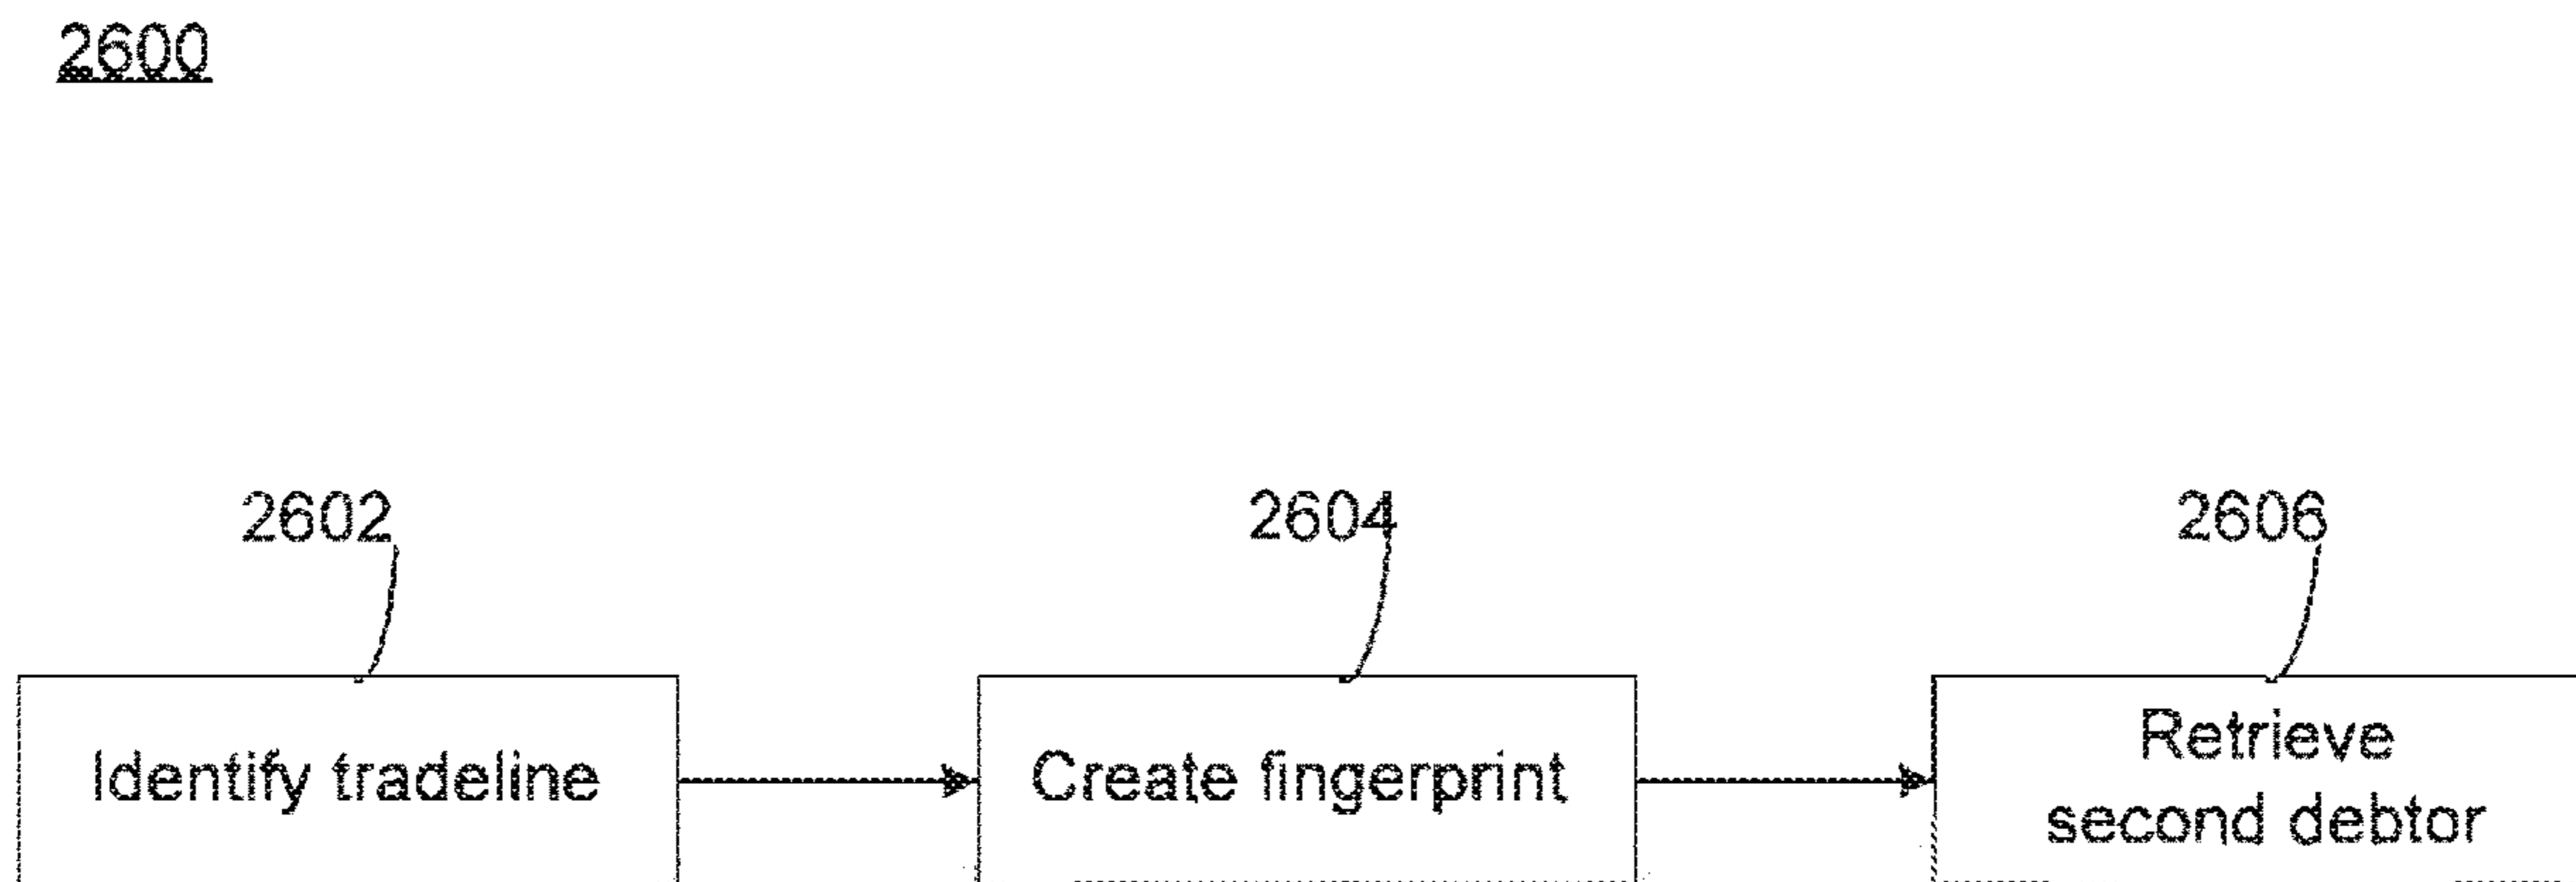 2600
2602
2604
2606
Identify tradeline
Create fingerprint
Retrieve
second debtor